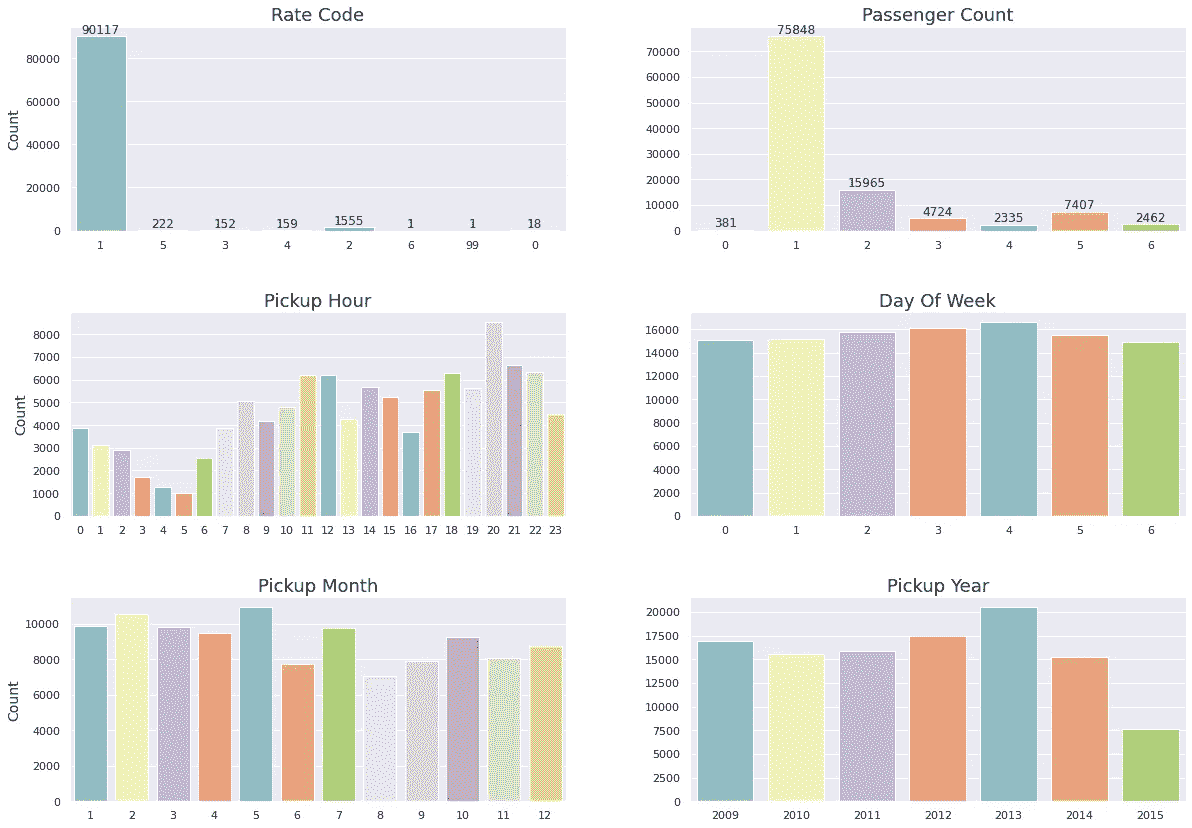 Rate Code
90117
80000
60000
40000
20000
0
Count
222 152 159 1555 1 1 18
1 5 3 4 2 6 99 0
Passenger Count
75848
70000
60000
50000
40000
30000
20000
10000
0
381 15965 4724 2335 7407 2462
0 1 2 3 4 5 6
Pickup Hour
8000
7000
6000
5000
4000
3000
2000
1000
0
Count
0 1 2 3 4 5 6 7 8 9 10 11 12 13 14 15 16 17 18 19 20 21 22 23
Day Of Week
16000
14000
12000
10000
8000
6000
4000
2000
0
0 1 2 3 4 5 6
Pickup Month
10000
8000
6000
4000
2000
0
Count
1 2 3 4 5 6 7 8 9 10 11 12
Pickup Year
20000
17500
15000
12500
10000
7500
5000
2500
0
2009 2010 2011 2012 2013 2014 2015